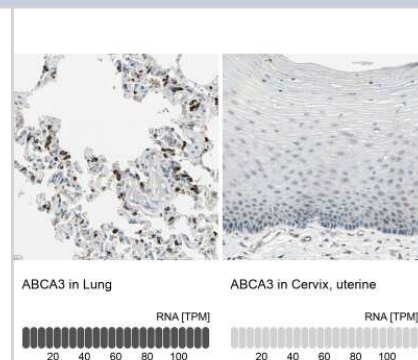 ABCA3 in Lung
RNA [TPM]
20 40 60 80 100
ABCA3 in Cervix, uterine
RNA [TPM]
20 40 60 80 100